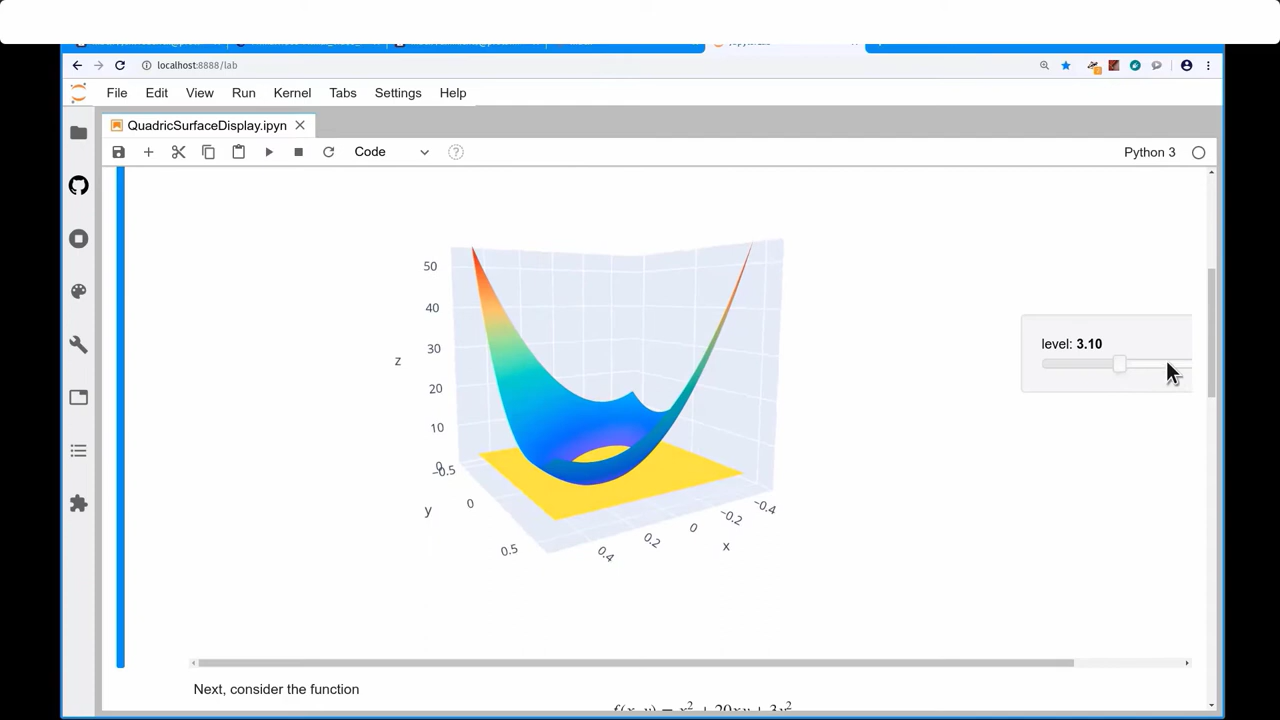 localhost:8888/lab
File Edit View Run Kernel Tabs Settings Help
QuadricSurfaceDisplay.ipyn
Code
Python 3
50
40
30
20
10
0
z
−0.5
0
0.5
y
0.4
0.2
0
−0.2
−0.4
x
level: 3.10
Next, consider the function